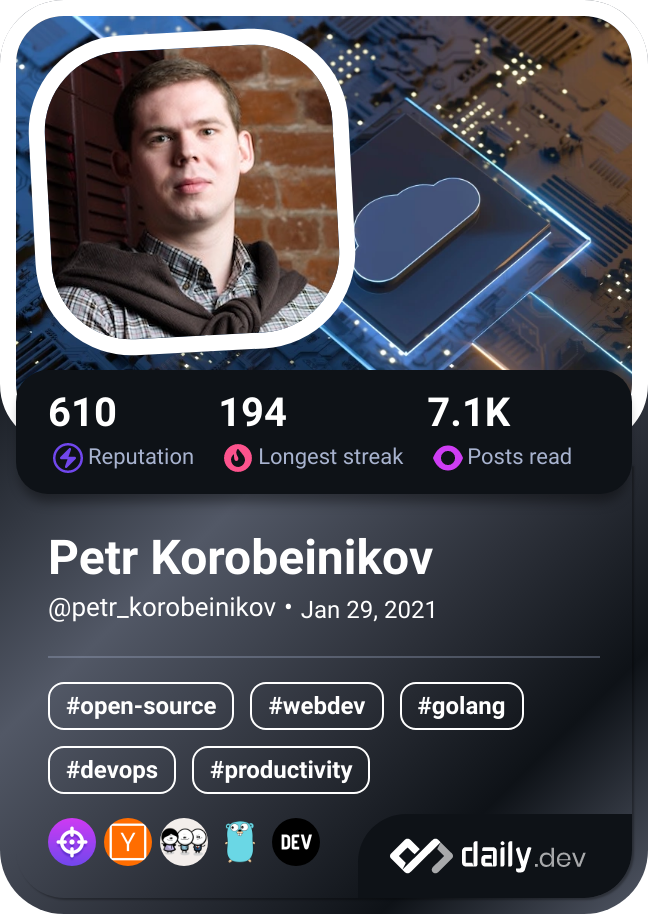 610 194 7.1K
Reputation Longest streak Posts read
Petr Korobeinikov
@petr_korobeinikov • Jan 29, 2021
#open-source #webdev #golang
#devops #productivity
Y DEV
daily.dev